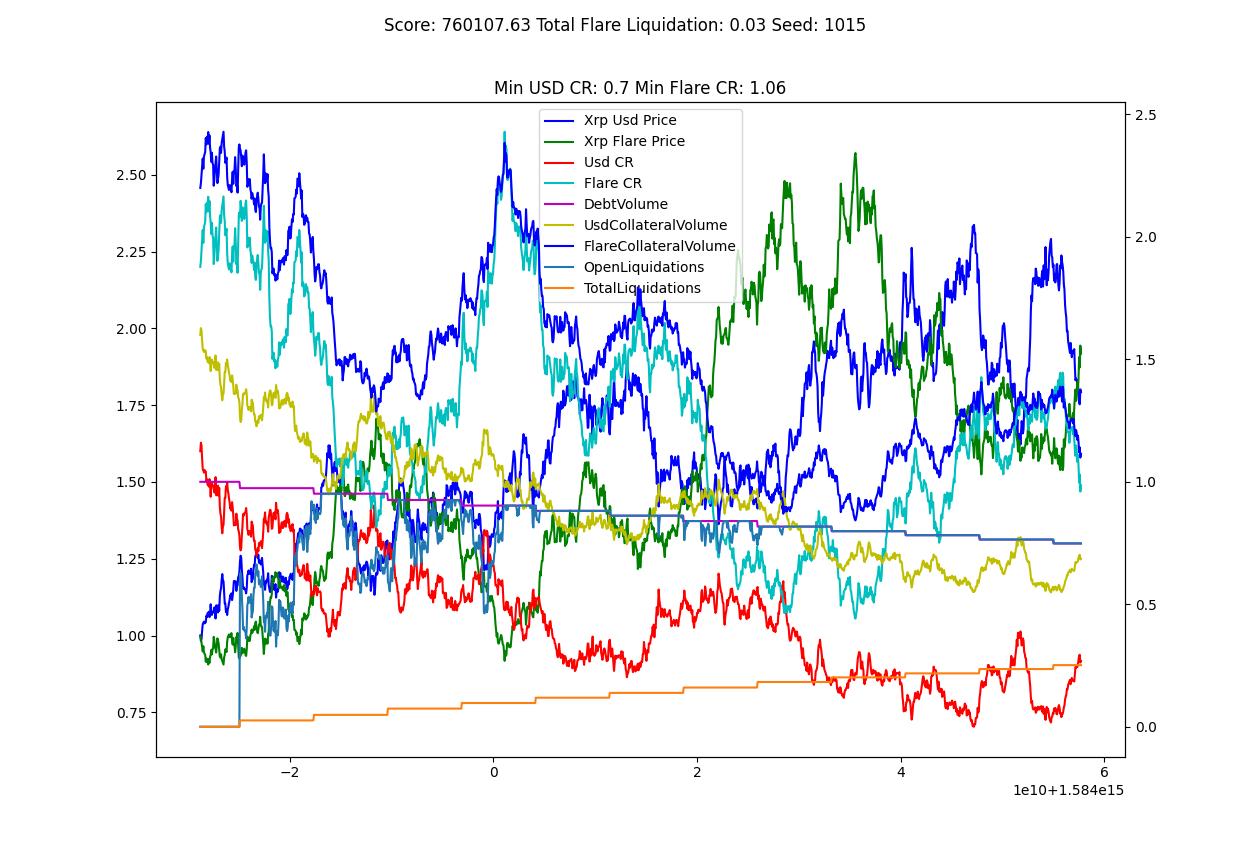 Score: 760107.63 Total Flare Liquidation: 0.03 Seed: 1015
Min USD CR: 0.7 Min Flare CR: 1.06
Xrp Usd Price
Xrp Flare Price
Usd CR
Flare CR
DebtVolume
UsdCollateralVolume
FlareCollateralVolume
OpenLiquidations
TotalLiquidations
2.50
2.25
2.00
1.75
1.50
1.25
1.00
0.75
2.5
2.0
1.5
1.0
0.5
0.0
−2
0
2
4
6
1e10+1.584e15